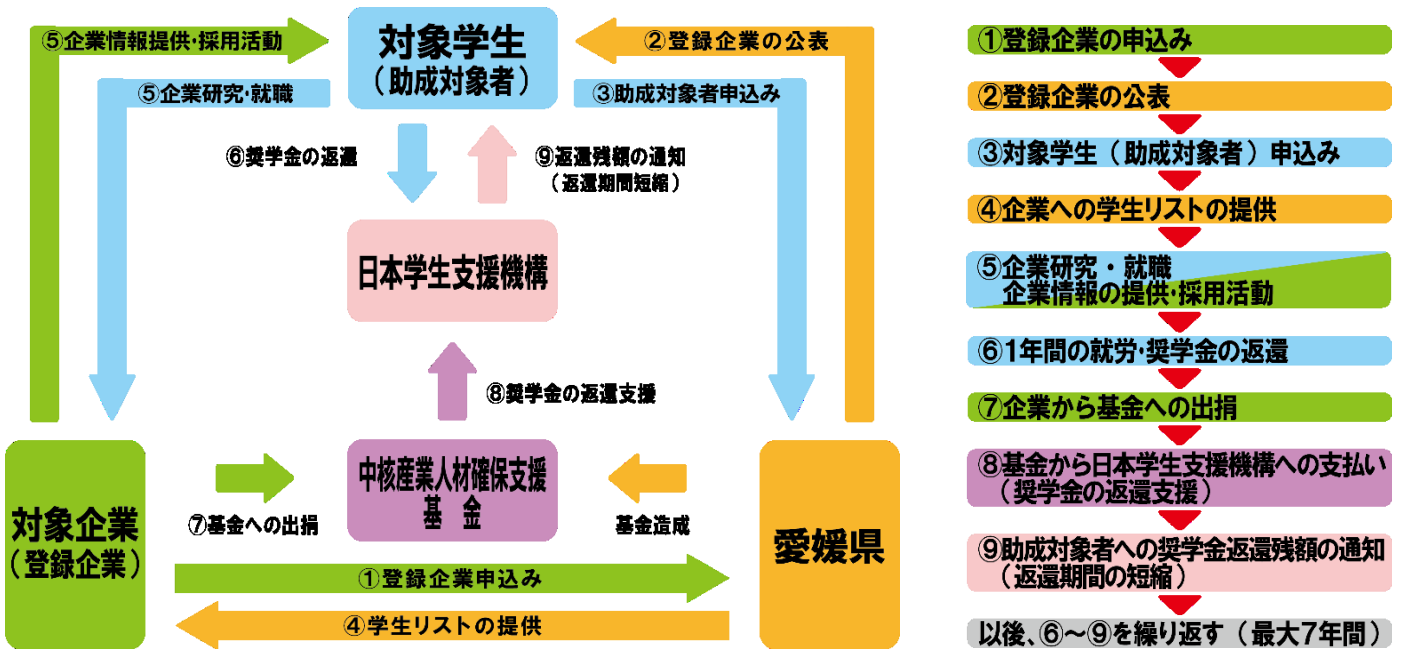 ⑤企業情報提供・採用活動
対象学生
（助成対象者）
②登録企業の公表
⑤企業研究・就職
③助成対象者申込み
⑥奨学金の返還
⑨返還残額の通知
（返還期間短縮）
日本学生支援機構
⑧奨学金の返還支援
対象企業
（登録企業）
⑦基金への出捐
中核産業人材確保支援
基　金
基金造成
愛媛県
①登録企業申込み
④学生リストの提供
①登録企業の申込み
②登録企業の公表
③対象学生（助成対象者）申込み
④企業への学生リストの提供
⑤企業研究・就職
企業情報の提供・採用活動
⑥1年間の就労・奨学金の返還
⑦企業から基金への出捐
⑧基金から日本学生支援機構への支払い
（奨学金の返還支援）
⑨助成対象者への奨学金返還残額の通知
（返還期間の短縮）
以後、⑥～⑨を繰り返す（最大7年間）